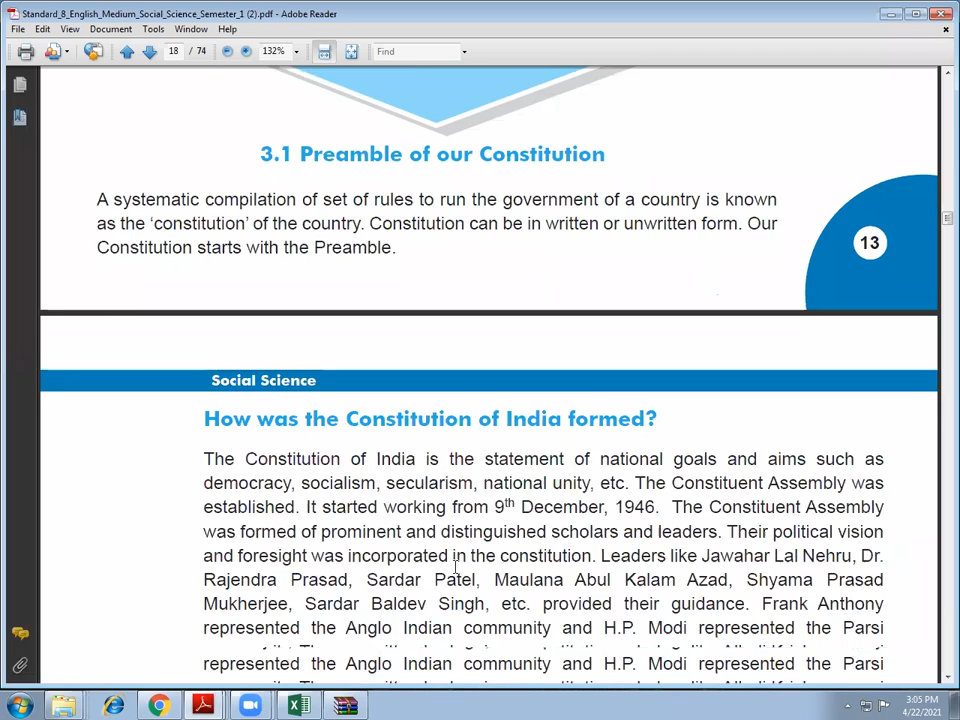 Standard_8_English_Medium_Social_Science_Semester_1 (2).pdf - Adobe Reader
File Edit View Document Tools Window Help
18 / 74 132% Find
3.1 Preamble of our Constitution
A systematic compilation of set of rules to run the government of a country is known
as the 'constitution' of the country. Constitution can be in written or unwritten form. Our
Constitution starts with the Preamble.
13
Social Science
How was the Constitution of India formed?
The Constitution of India is the statement of national goals and aims such as
democracy, socialism, secularism, national unity, etc. The Constituent Assembly was
established. It started working from 9th December, 1946. The Constituent Assembly
was formed of prominent and distinguished scholars and leaders. Their political vision
and foresight was incorporated in the constitution. Leaders like Jawahar Lal Nehru, Dr.
Rajendra Prasad, Sardar Patel, Maulana Abul Kalam Azad, Shyama Prasad
Mukherjee, Sardar Baldev Singh, etc. provided their guidance. Frank Anthony
represented the Anglo Indian community and H.P. Modi represented the Parsi
represented the Anglo Indian community and H.P. Modi represented the Parsi
3:05 PM
4/22/2021